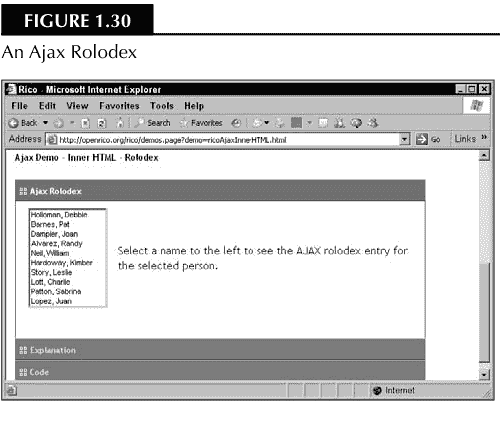 FIGURE 1.30
An Ajax Rolodex
Rico - Microsoft Internet Explorer
File Edit View Favorites Tools Help
Back Search Favorites
Address http://openrico.org/rico/demos.page?demo=ricoAjaxInnerHTML.html Go Links »
Ajax Demo - Inner HTML - Rolodex
Ajax Rolodex
Holloman, Debbie
Barnes, Pat
Dampier, Joan
Alvarez, Randy
Neil, William
Hardoway, Kimber
Story, Leslie
Lott, Charlie
Patton, Sabrina
Lopez, Juan
Select a name to the left to see the AJAX rolodex entry for
the selected person.
Explanation
Code
Internet